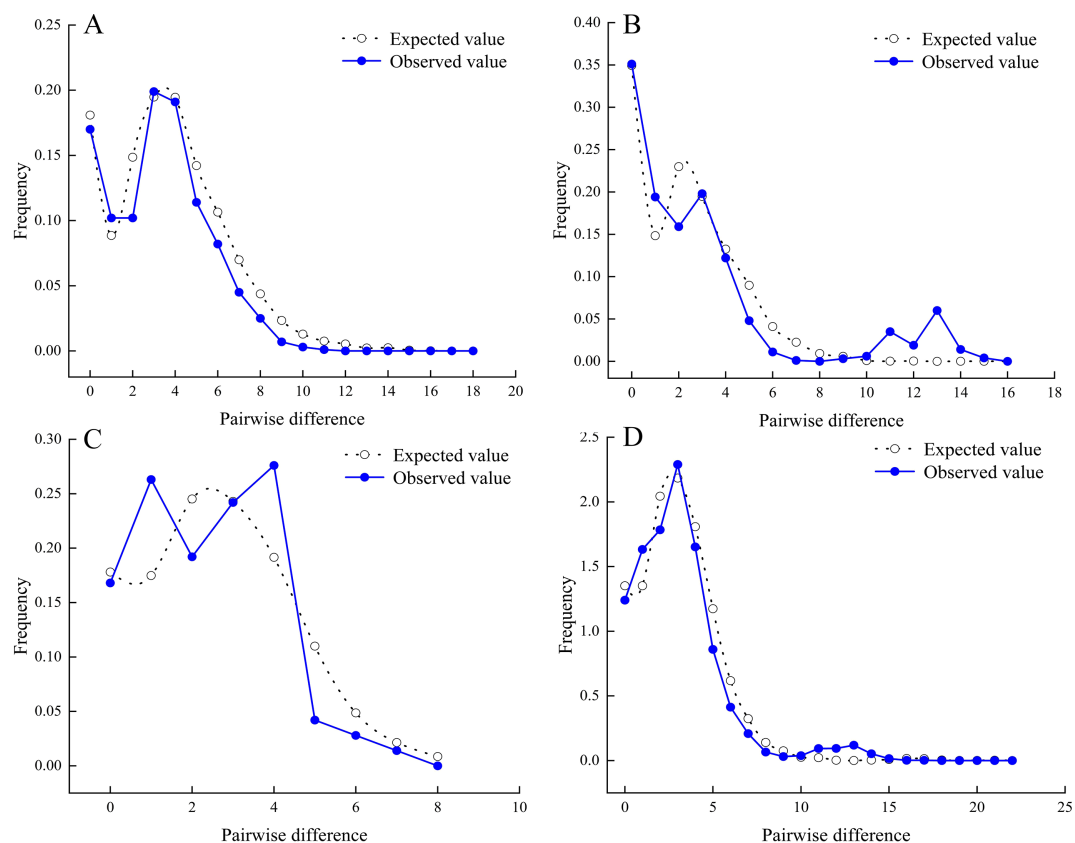 A
Expected value
Observed value
0.25
0.20
0.15
0.10
0.05
0.00
Frequency
0 2 4 6 8 10 12 14 16 18 20
Pairwise difference
B
Expected value
Observed value
0.40
0.35
0.30
0.25
0.20
0.15
0.10
0.05
0.00
Frequency
0 2 4 6 8 10 12 14 16 18
Pairwise difference
C
Expected value
Observed value
0.30
0.25
0.20
0.15
0.10
0.05
0.00
Frequency
0 2 4 6 8 10
Pairwise difference
D
Expected value
Observed value
2.5
2.0
1.5
1.0
0.5
0.0
Frequency
0 5 10 15 20 25
Pairwise difference